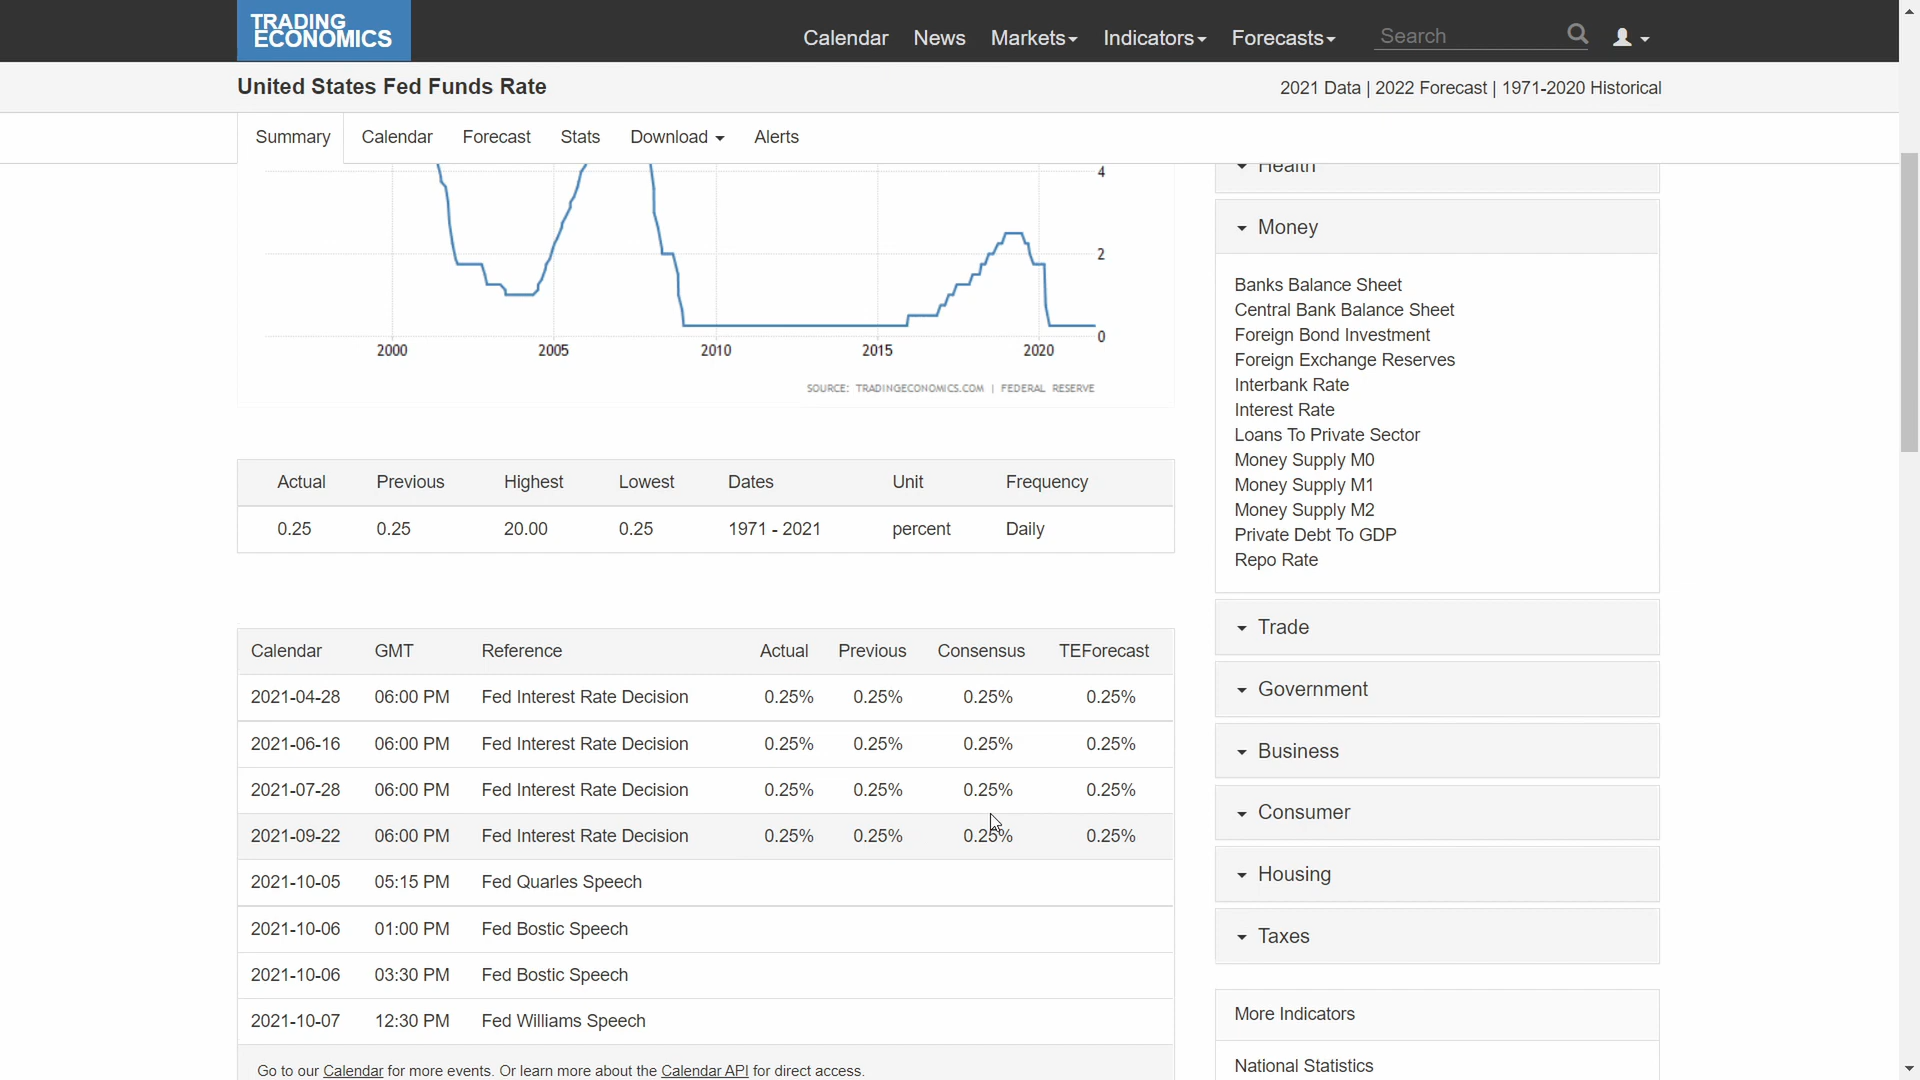 TRADING
ECONOMICS
Calendar News Markets Indicators Forecasts Search
United States Fed Funds Rate
2021 Data | 2022 Forecast | 1971-2020 Historical
Summary Calendar Forecast Stats Download Alerts
4
2
0
2000 2005 2010 2015 2020
SOURCE: TRADINGECONOMICS.COM | FEDERAL RESERVE
Actual Previous Highest Lowest Dates Unit Frequency
0.25 0.25 20.00 0.25 1971 - 2021 percent Daily
Calendar GMT Reference Actual Previous Consensus TEForecast
2021-04-28 06:00 PM Fed Interest Rate Decision 0.25% 0.25% 0.25% 0.25%
2021-06-16 06:00 PM Fed Interest Rate Decision 0.25% 0.25% 0.25% 0.25%
2021-07-28 06:00 PM Fed Interest Rate Decision 0.25% 0.25% 0.25% 0.25%
2021-09-22 06:00 PM Fed Interest Rate Decision 0.25% 0.25% 0.25% 0.25%
2021-10-05 05:15 PM Fed Quarles Speech
2021-10-06 01:00 PM Fed Bostic Speech
2021-10-06 03:30 PM Fed Bostic Speech
2021-10-07 12:30 PM Fed Williams Speech
Go to our Calendar for more events. Or learn more about the Calendar API for direct access.
Health
Money
Banks Balance Sheet
Central Bank Balance Sheet
Foreign Bond Investment
Foreign Exchange Reserves
Interbank Rate
Interest Rate
Loans To Private Sector
Money Supply M0
Money Supply M1
Money Supply M2
Private Debt To GDP
Repo Rate
Trade
Government
Business
Consumer
Housing
Taxes
More Indicators
National Statistics